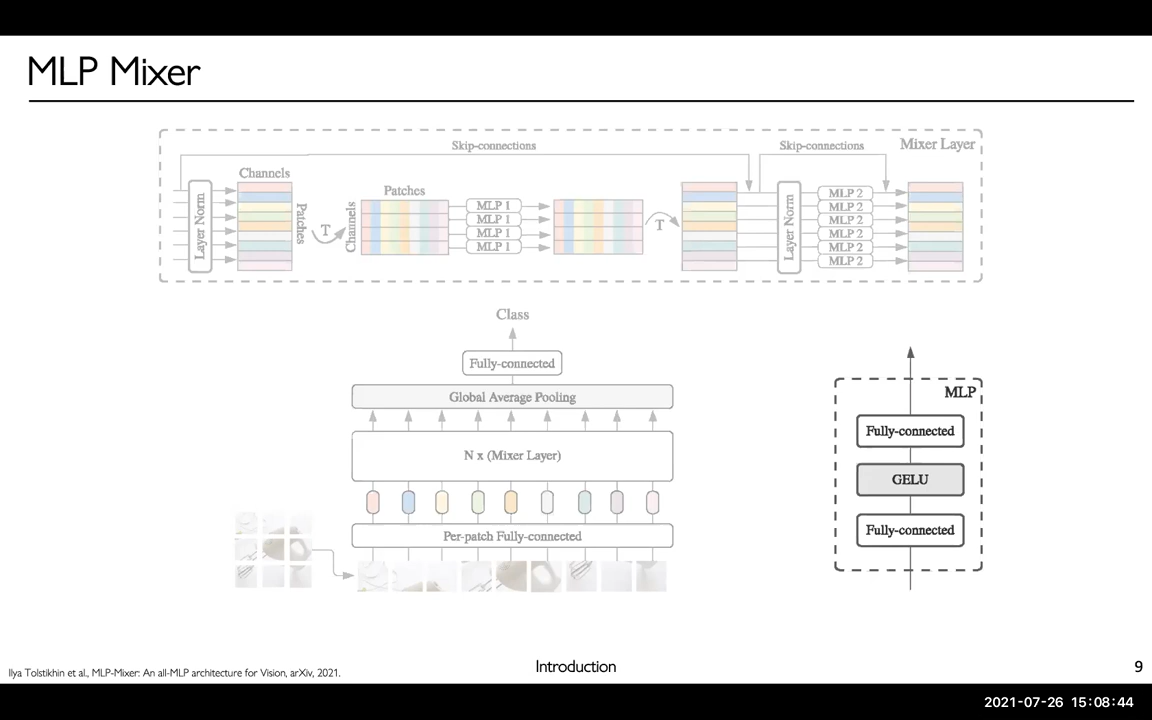 MLP Mixer
Skip-connections
Skip-connections
Mixer Layer
Channels
Layer Norm
Patches
T
Patches
Channels
MLP 1
MLP 1
MLP 1
MLP 1
T
Layer Norm
MLP 2
MLP 2
MLP 2
MLP 2
MLP 2
MLP 2
Class
Fully-connected
Global Average Pooling
N x (Mixer Layer)
Per-patch Fully-connected
MLP
Fully-connected
GELU
Fully-connected
Ilya Tolstikhin et al., MLP-Mixer: An all-MLP architecture for Vision, arXiv, 2021.
Introduction
9
2021-07-26 15:08:44